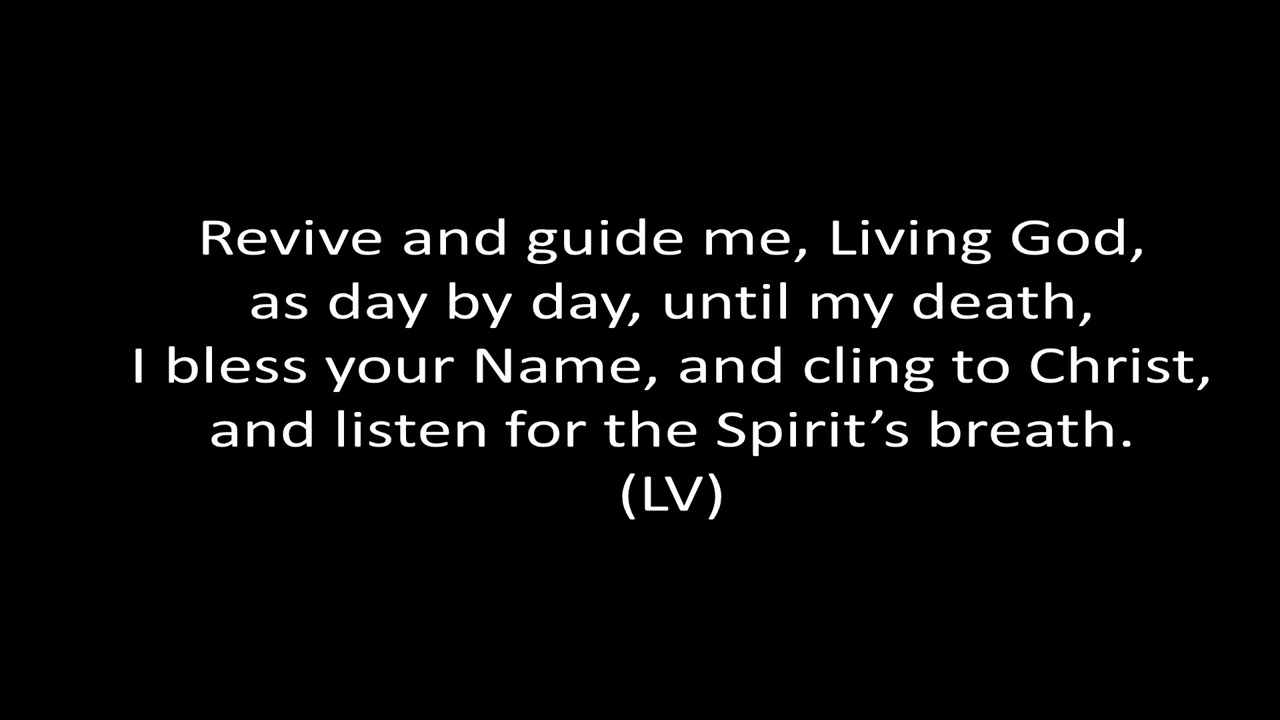 Revive and guide me, Living God,
as day by day, until my death,
I bless your Name, and cling to Christ,
and listen for the Spirit’s breath.
(LV)